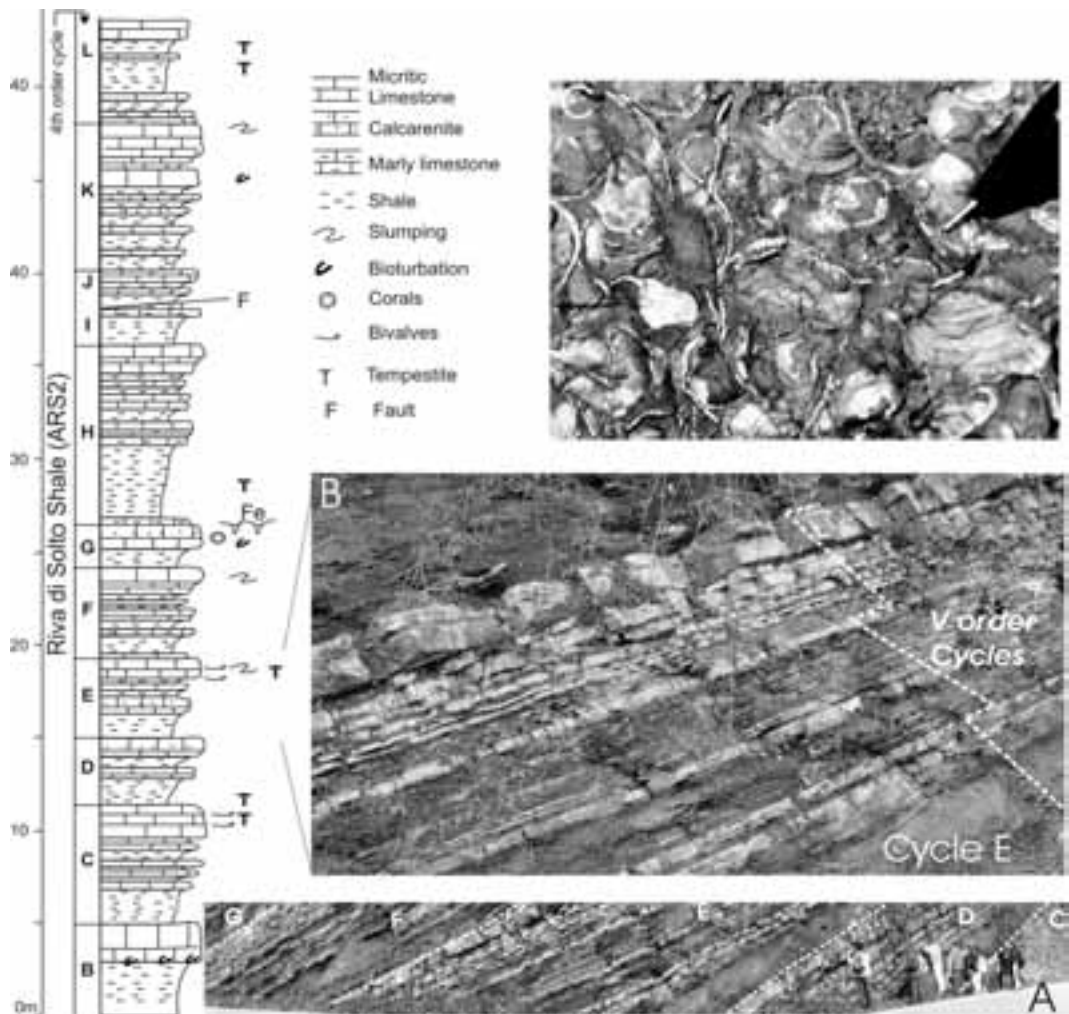 4th order cycle
Riva di Solto Shale (ARS2)
40
40
30
20
10
0m
L
K
J
I
H
G
F
E
D
C
B
T
T
F
T
Fe
T
T
T
Micritic
Limestone
Calcarenite
Marly limestone
Shale
Slumping
Bioturbation
Corals
Bivalves
T Tempestite
F Fault
C
B
V order
Cycles
Cycle E
G
F
E
D
C
A